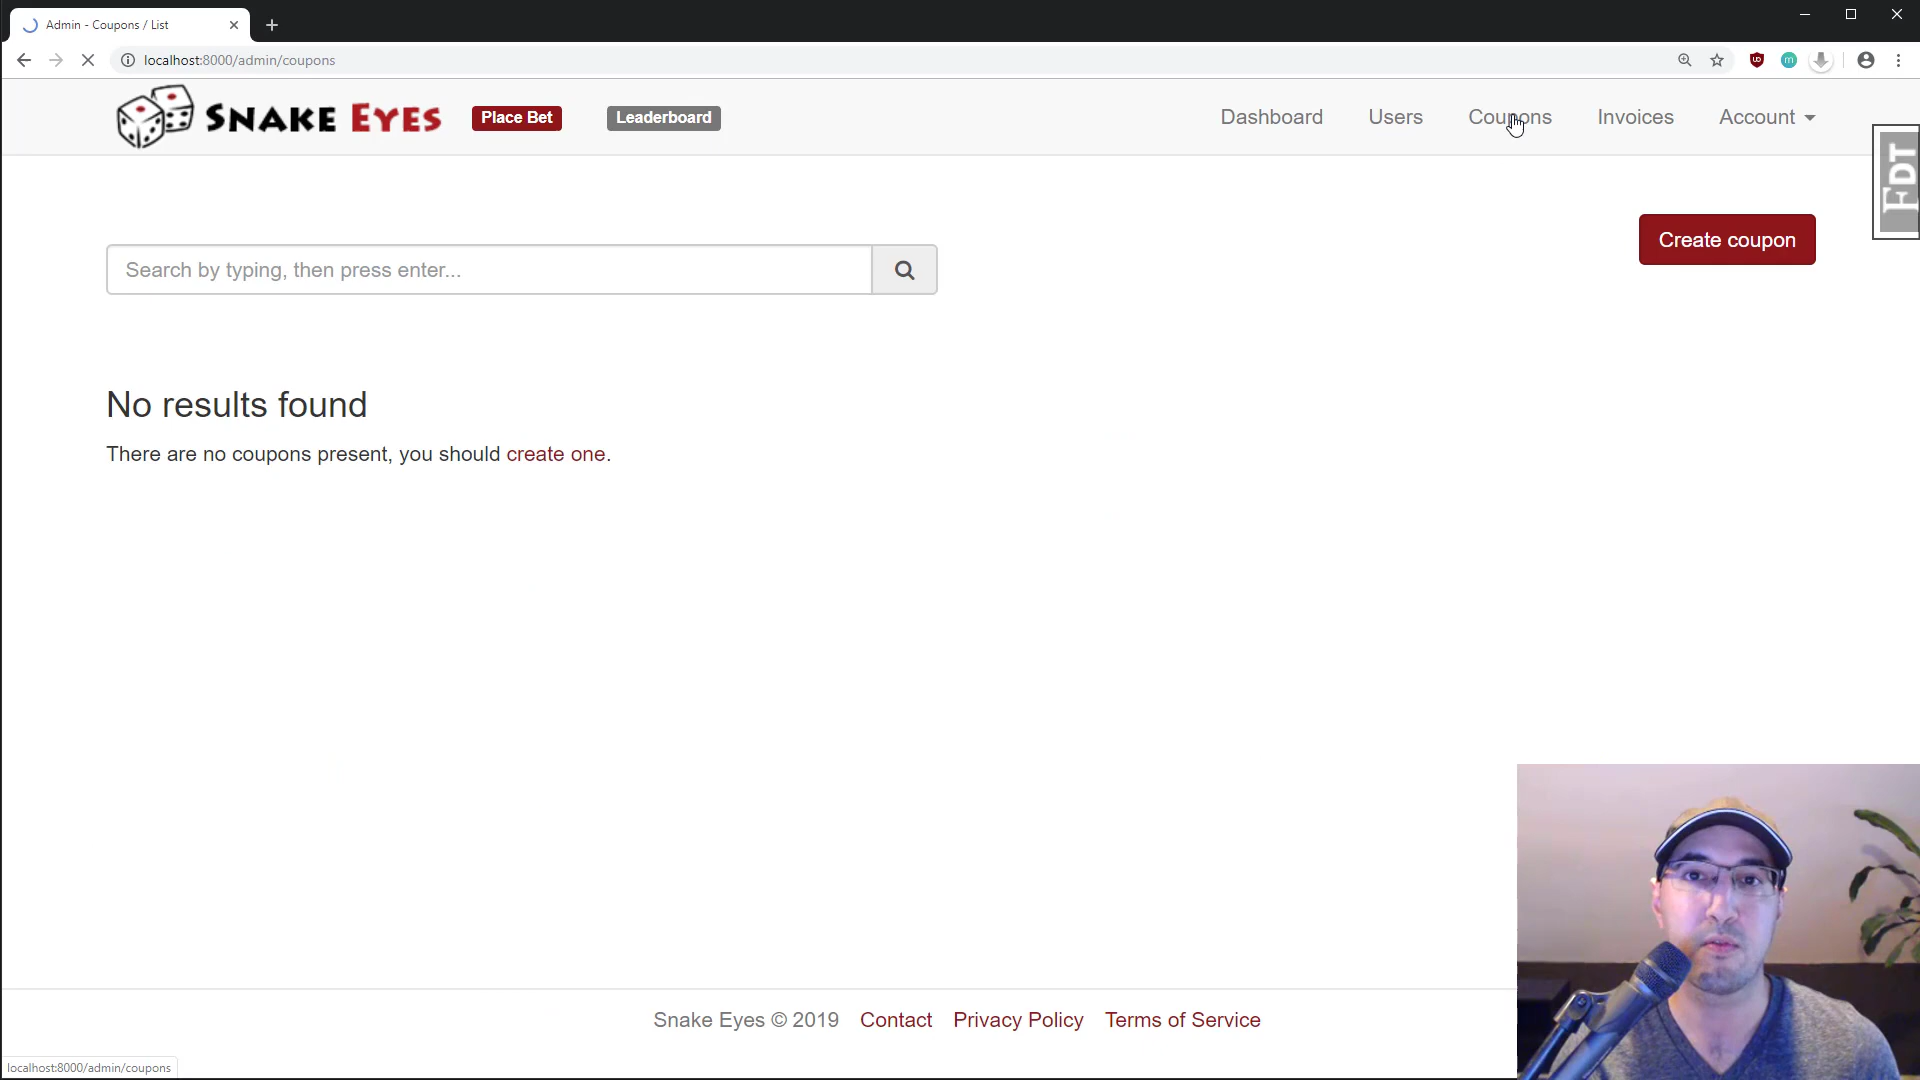 Admin - Coupons / List
localhost:8000/admin/coupons
SNAKE EYES
Place Bet
Leaderboard
Dashboard
Users
Coupons
Invoices
Account
FDT
Create coupon
Search by typing, then press enter...
No results found
There are no coupons present, you should create one.
Snake Eyes © 2019 Contact Privacy Policy Terms of Service
localhost:8000/admin/coupons